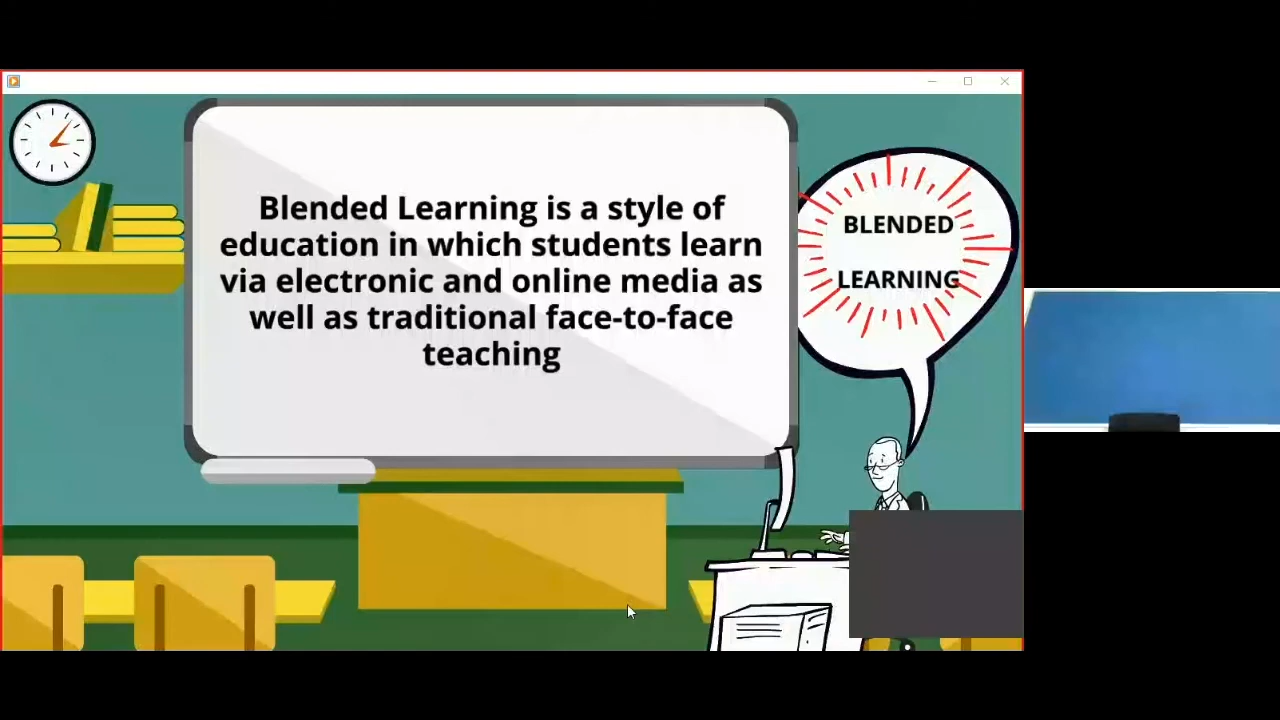 Blended Learning is a style of
education in which students learn
via electronic and online media as
well as traditional face-to-face
teaching
BLENDED
LEARNING